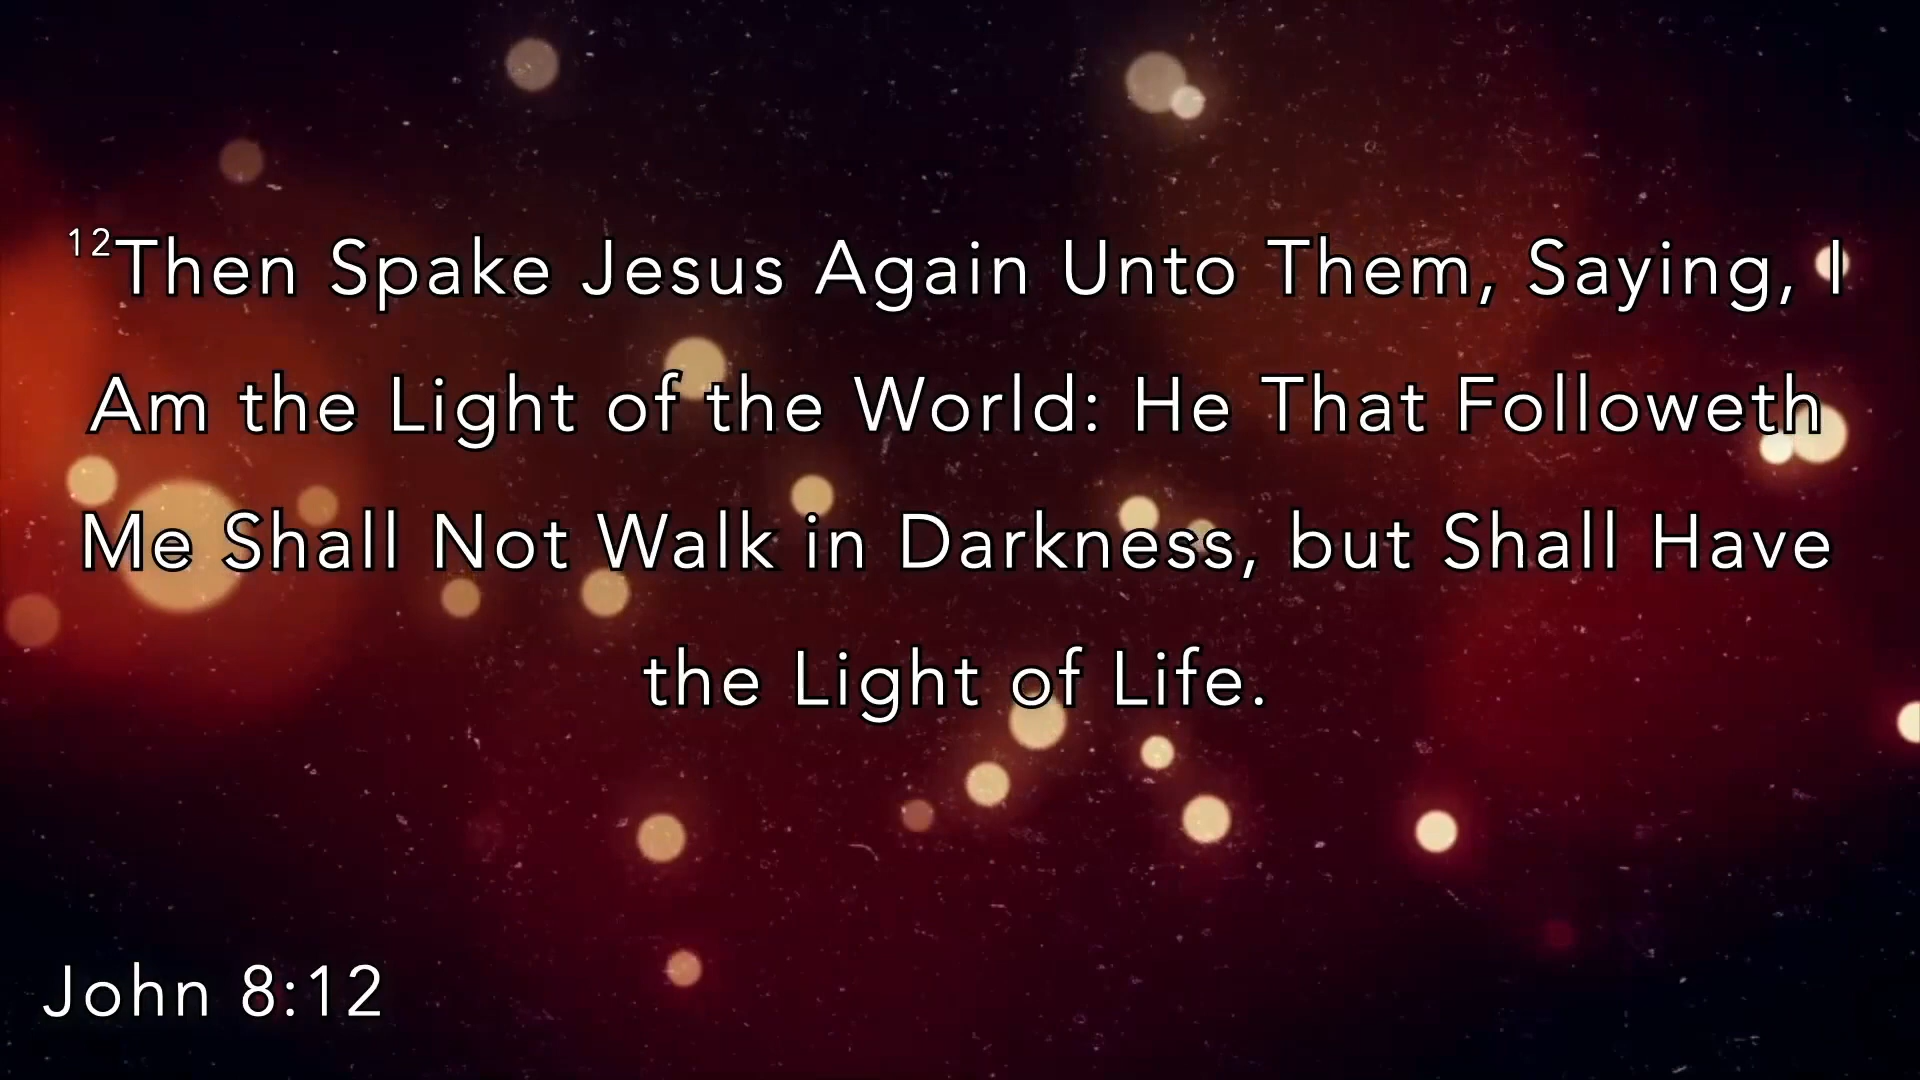 12Then Spake Jesus Again Unto Them, Saying, I
Am the Light of the World: He That Followeth
Me Shall Not Walk in Darkness, but Shall Have
the Light of Life.
John 8:12